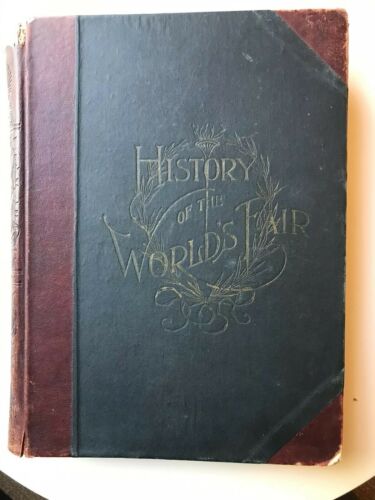 HISTORY
OF THE
WORLD'S FAIR